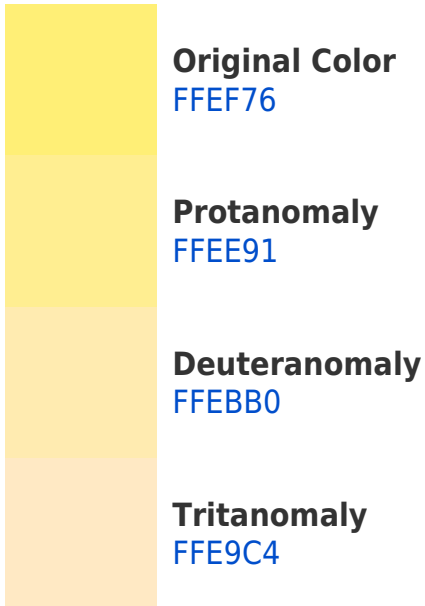 Original Color
FFEF76
Protanomaly
FFEE91
Deuteranomaly
FFEBB0
Tritanomaly
FFE9C4